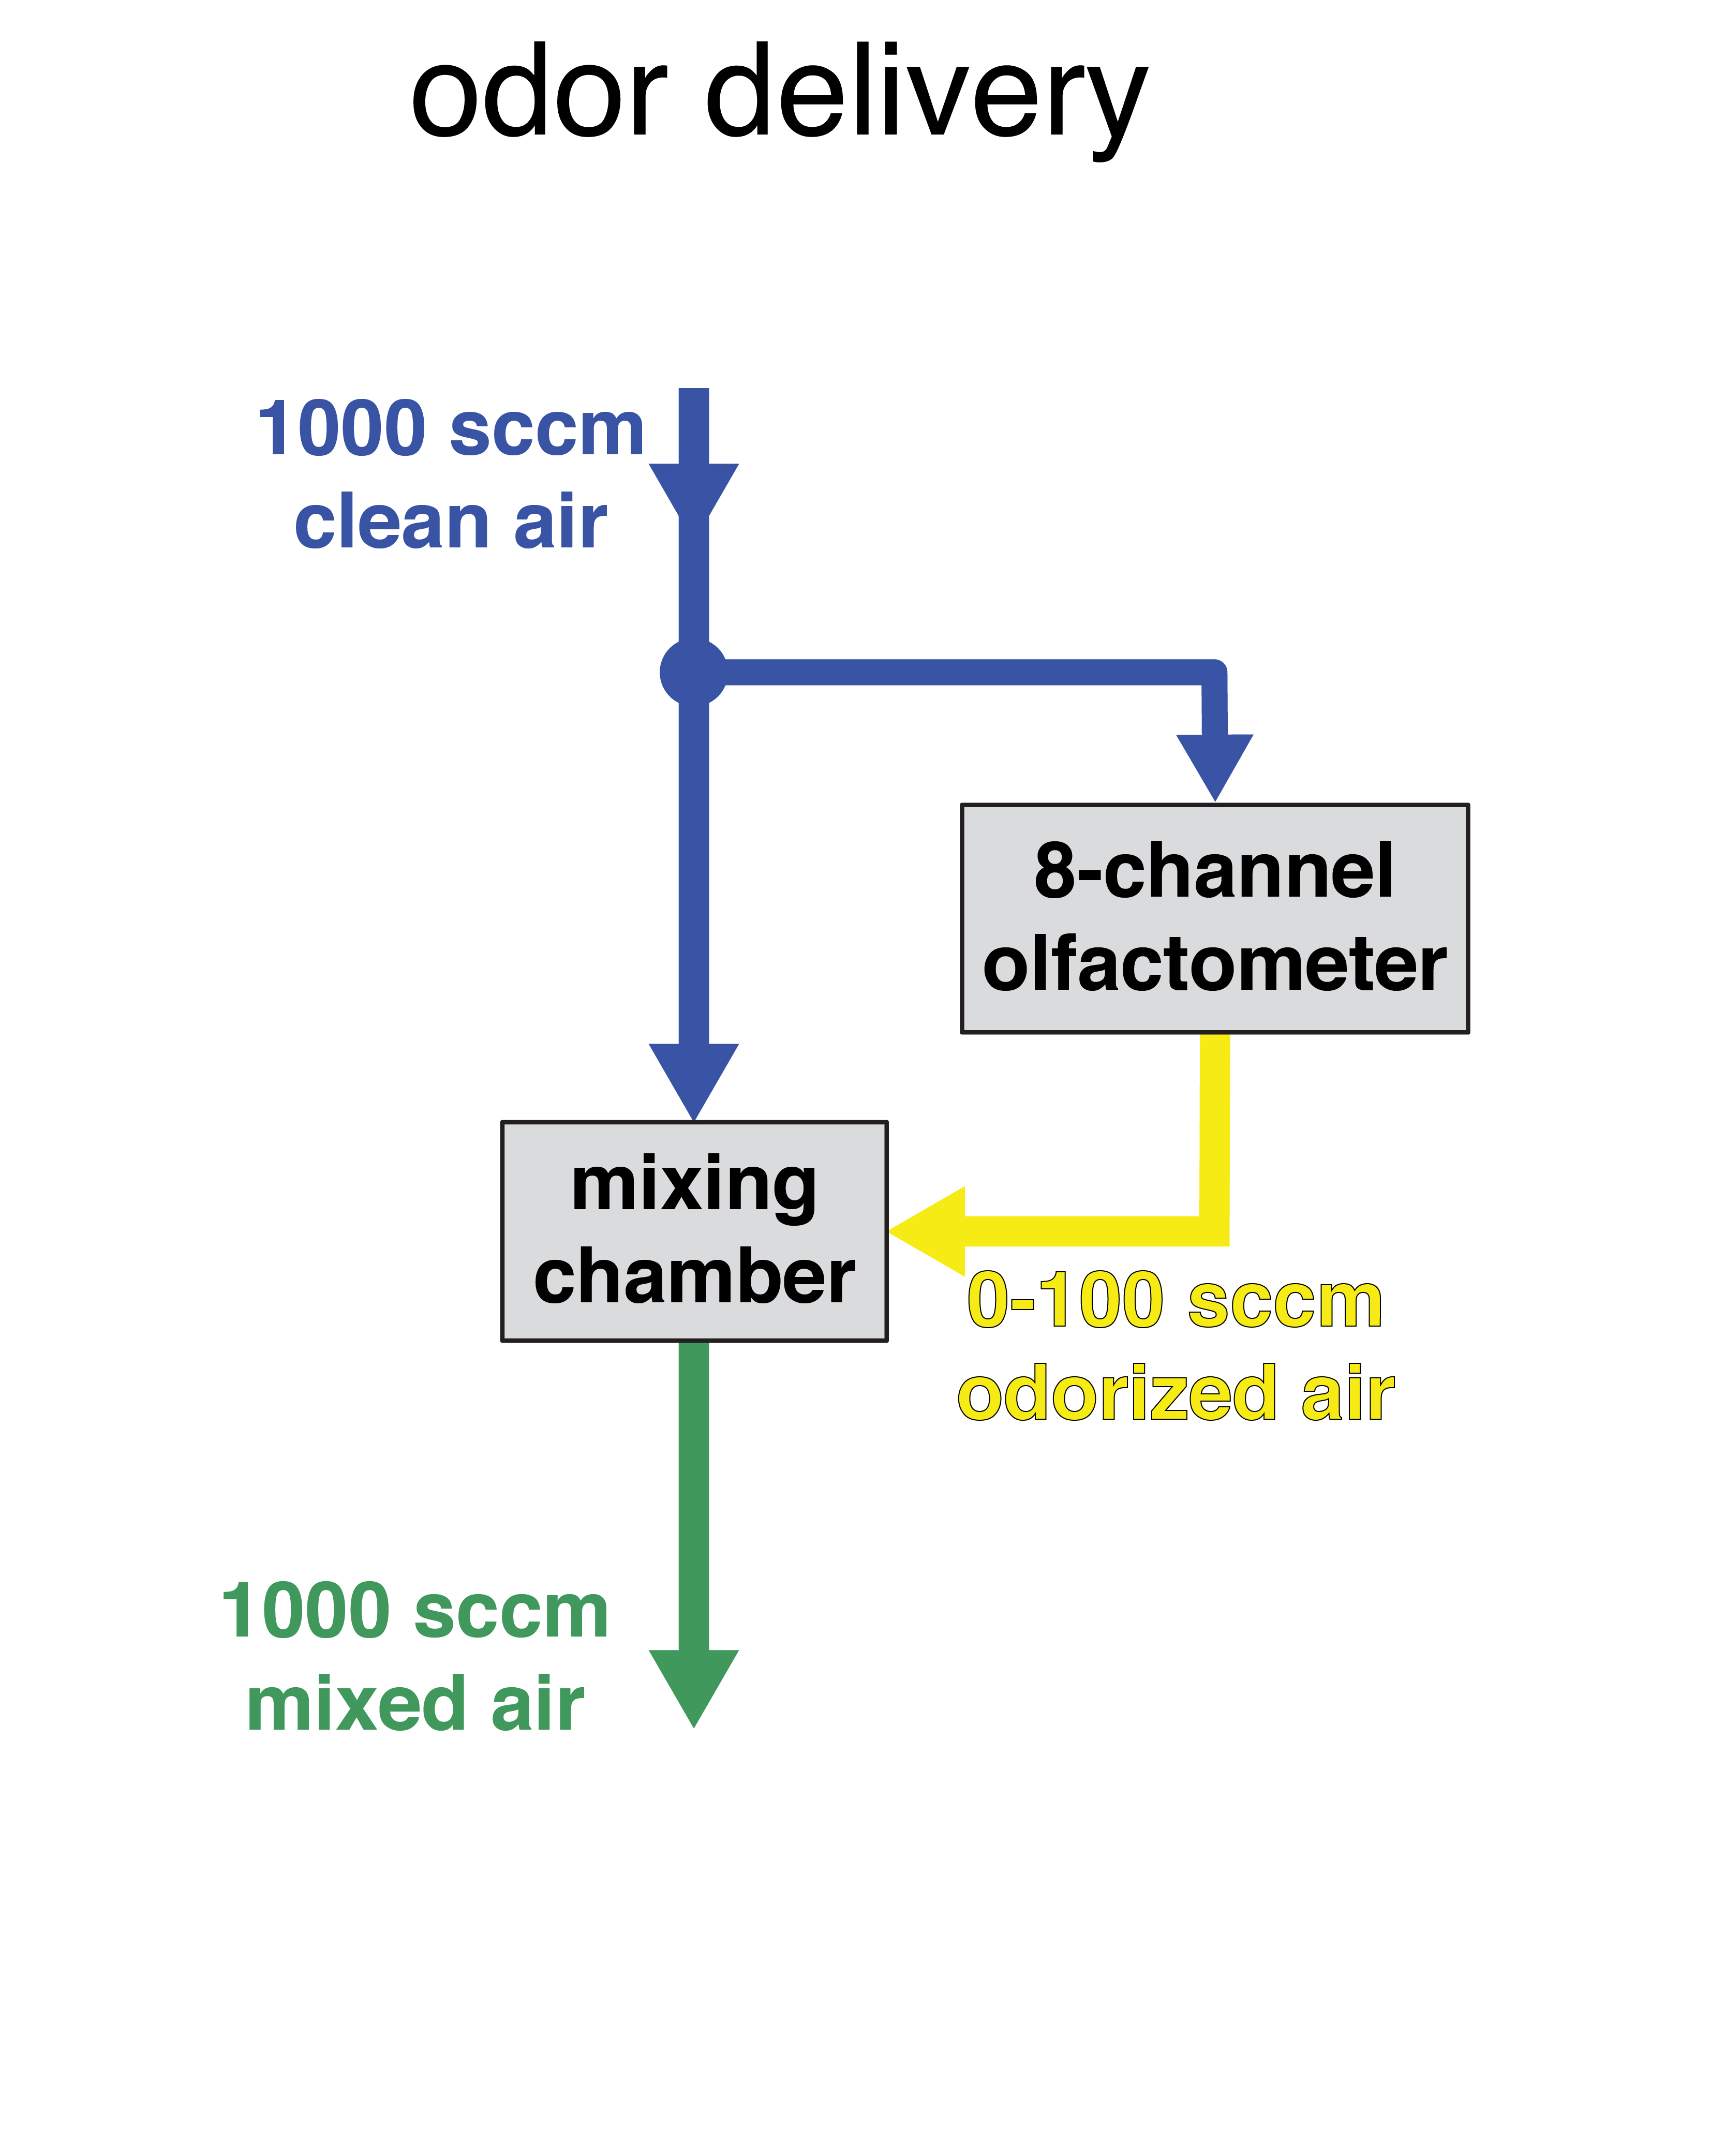 odor delivery
1000 sccm
clean air
8-channel
olfactometer
mixing
chamber
0-100 sccm
odorized air
1000 sccm
mixed air